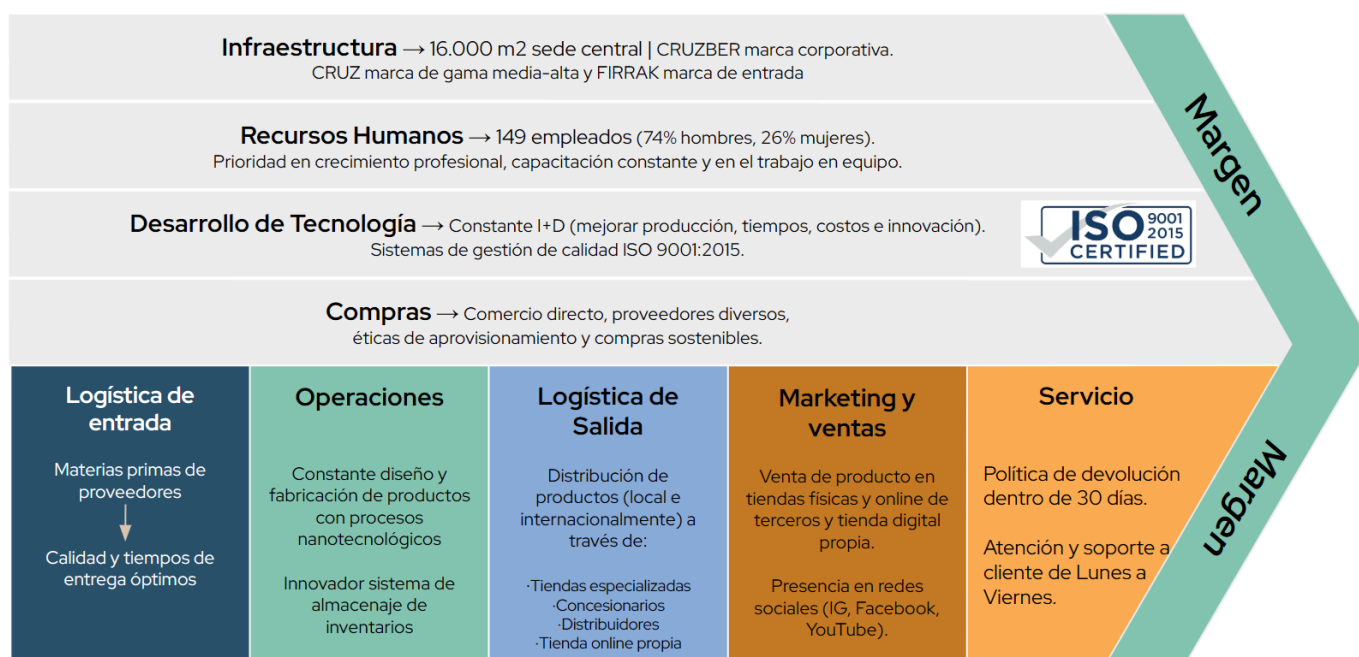 Infraestructura → 16.000 m2 sede central | CRUZBER marca corporativa.
CRUZ marca de gama media-alta y FIRRAK marca de entrada
Recursos Humanos → 149 empleados (74% hombres, 26% mujeres).
Prioridad en crecimiento profesional, capacitación constante y en el trabajo en equipo.
Desarrollo de Tecnología → Constante I+D (mejorar producción, tiempos, costos e innovación).
Sistemas de gestión de calidad ISO 9001:2015.
ISO 9001
2015
CERTIFIED
Compras → Comercio directo, proveedores diversos,
éticas de aprovisionamiento y compras sostenibles.
Margen
Logística de
entrada
Materias primas de
proveedores
Calidad y tiempos de
entrega óptimos
Operaciones
Constante diseño y
fabricación de productos
con procesos
nanotecnológicos
Innovador sistema de
almacenaje de
inventarios
Logística de
Salida
Distribución de
productos (local e
internacionalmente) a
través de:
·Tiendas especializadas
·Concesionarios
·Distribuidores
·Tienda online propia
Marketing y
ventas
Venta de producto en
tiendas físicas y online de
terceros y tienda digital
propia.
Presencia en redes
sociales (IG, Facebook,
YouTube).
Servicio
Política de devolución
dentro de 30 días.
Atención y soporte a
cliente de Lunes a
Viernes.
Margen